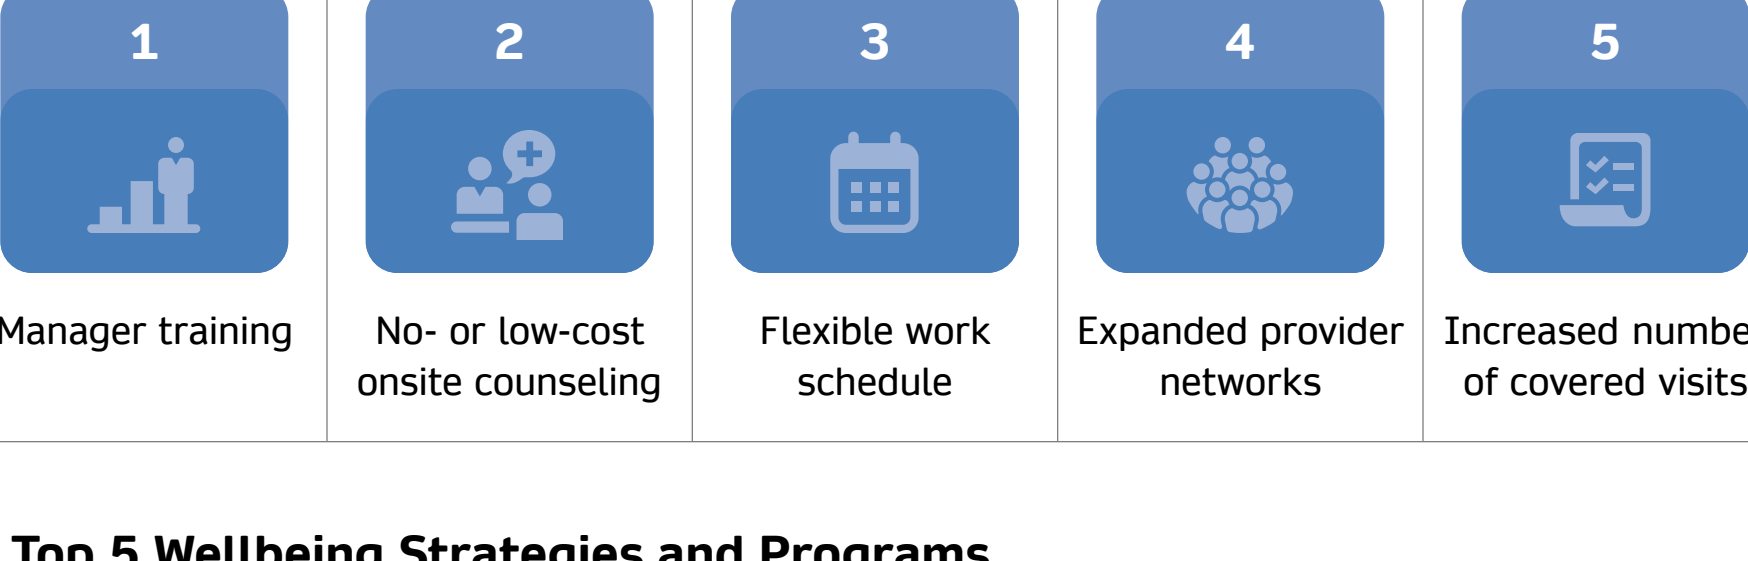 1 2 3 4 5
Manager training No- or low-cost Flexible work Expanded provider Increased numbe
onsite counseling schedule networks of covered visits
Top 5 Wellbeing Strategies and Programs